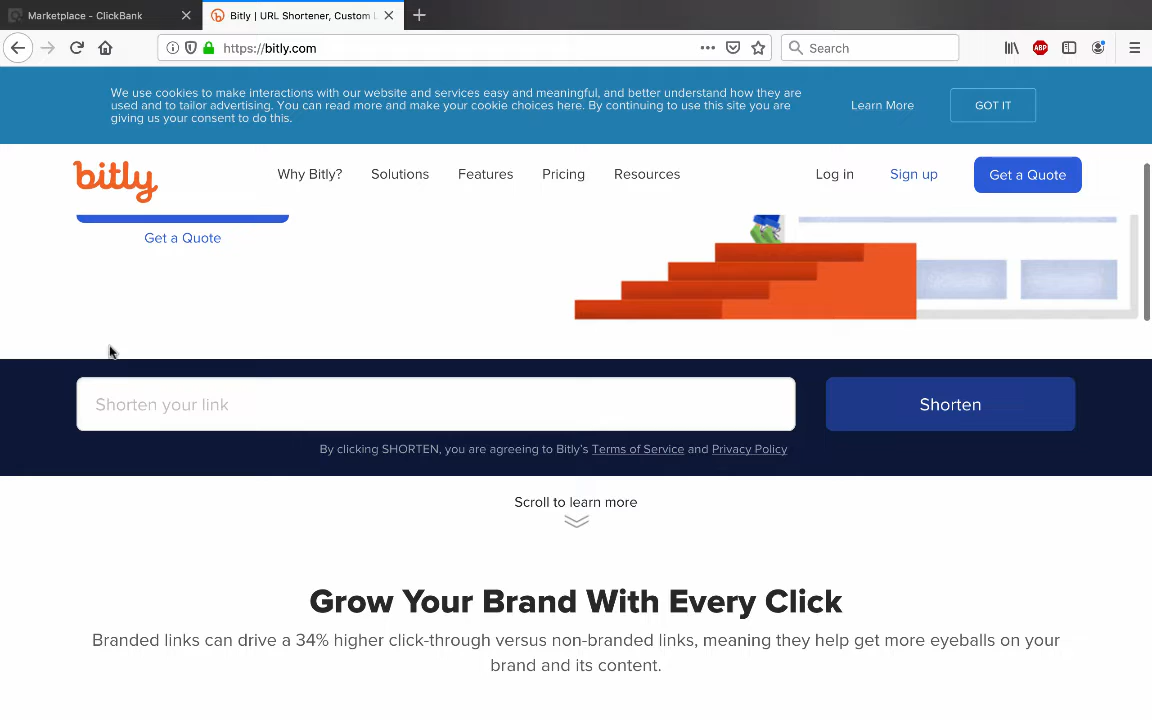 Marketplace - ClickBank
Bitly | URL Shortener, Custom L
https://bitly.com
Search
ABP
We use cookies to make interactions with our website and services easy and meaningful, and better understand how they are
used and to tailor advertising. You can read more and make your cookie choices here. By continuing to use this site you are
giving us your consent to do this.
Learn More
GOT IT
bitly
Why Bitly?
Solutions
Features
Pricing
Resources
Log in
Sign up
Get a Quote
Get a Quote
Shorten your link
Shorten
By clicking SHORTEN, you are agreeing to Bitly's Terms of Service and Privacy Policy
Scroll to learn more
Grow Your Brand With Every Click
Branded links can drive a 34% higher click-through versus non-branded links, meaning they help get more eyeballs on your
brand and its content.